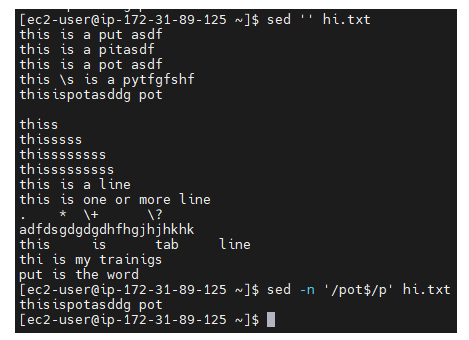 [ec2-user@ip-172-31-89-125 ~]$ sed '' hi.txt
this is a put asdf
this is a pitasdf
this is a pot asdf
this \s is a pytfgfshf
thisispotasddg pot

thiss
thisssss
thissssssss
thisssssssss
this is a line
this is one or more line
.    *  \+      \?
adfdsgdgdgdhfhgjhjhkhk
this     is      tab     line
thi is my trainigs
put is the word
[ec2-user@ip-172-31-89-125 ~]$ sed -n '/pot$/p' hi.txt
thisispotasddg pot
[ec2-user@ip-172-31-89-125 ~]$